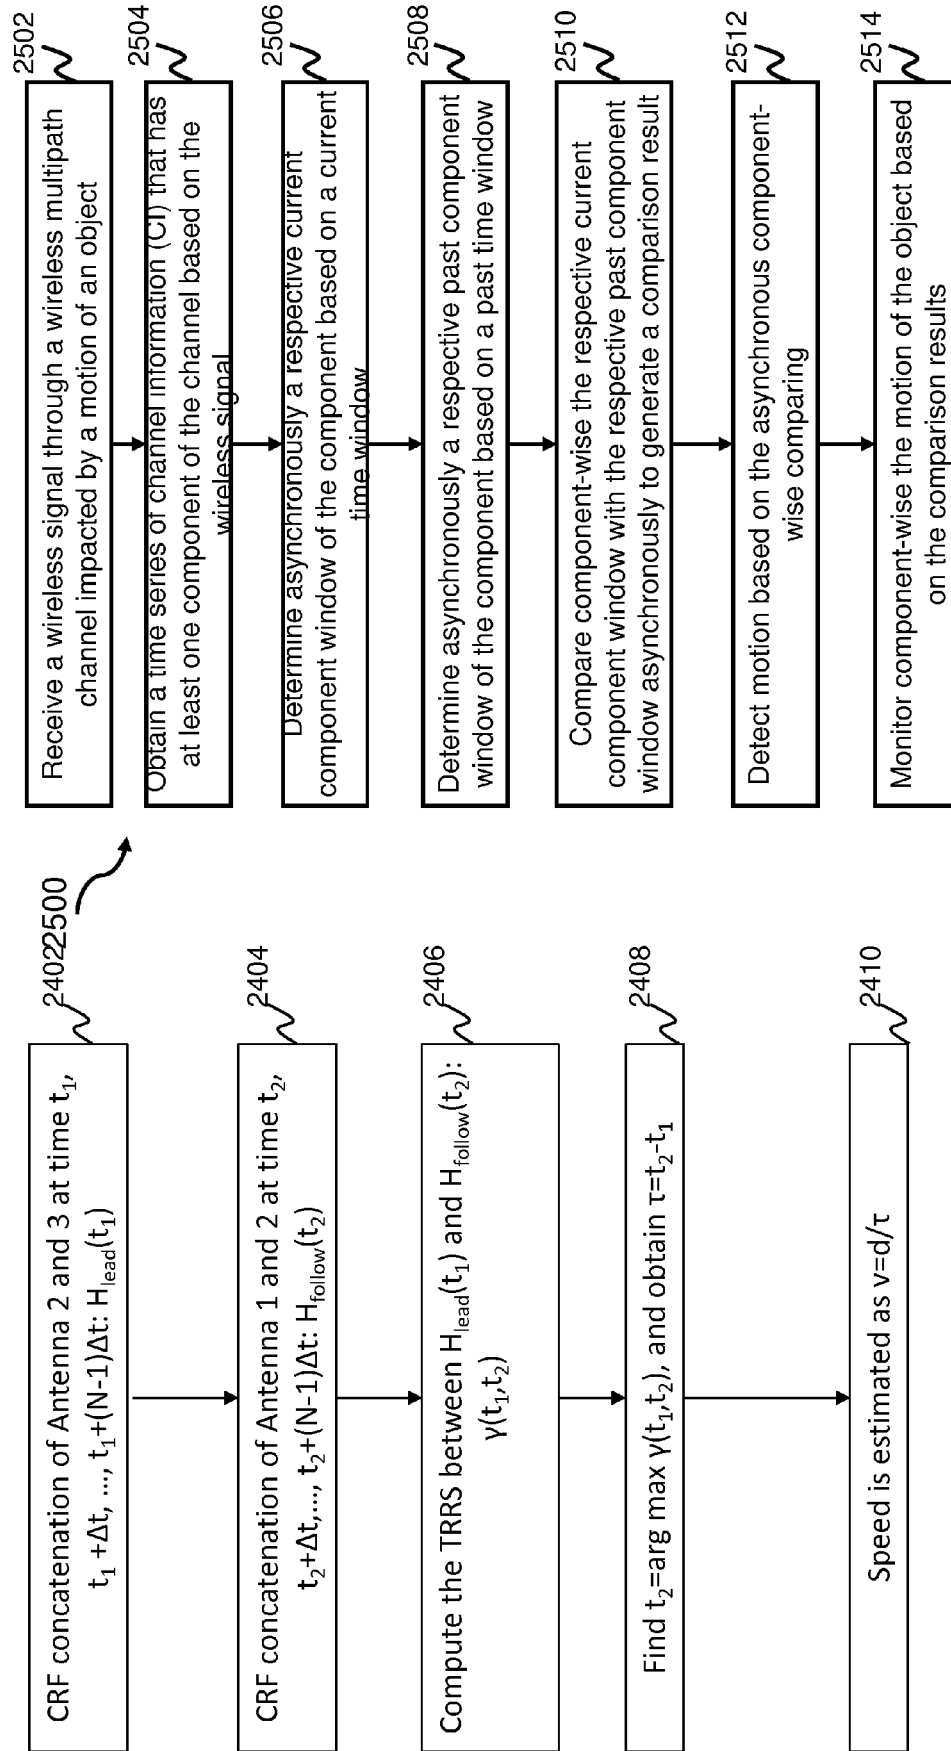 2402
CRF concatenation of Antenna 2 and 3 at time t₁,
t₁ +Δt, ..., t₁+(N-1)Δt: H_lead(t₁)
2404
CRF concatenation of Antenna 1 and 2 at time t₂,
t₂+Δt,..., t₂+(N-1)Δt: H_follow(t₂)
2406
Compute the TRRS between H_lead(t₁) and H_follow(t₂):
γ(t₁,t₂)
2408
Find t₂=arg max γ(t₁,t₂), and obtain τ=t₂-t₁
2410
Speed is estimated as v=d/τ
2500
2502
Receive a wireless signal through a wireless multipath
channel impacted by a motion of an object
2504
Obtain a time series of channel information (CI) that has
at least one component of the channel based on the
wireless signal
2506
Determine asynchronously a respective current
component window of the component based on a current
time window
2508
Determine asynchronously a respective past component
window of the component based on a past time window
2510
Compare component-wise the respective current
component window with the respective past component
window asynchronously to generate a comparison result
2512
Detect motion based on the asynchronous component-
wise comparing
2514
Monitor component-wise the motion of the object based
on the comparison results